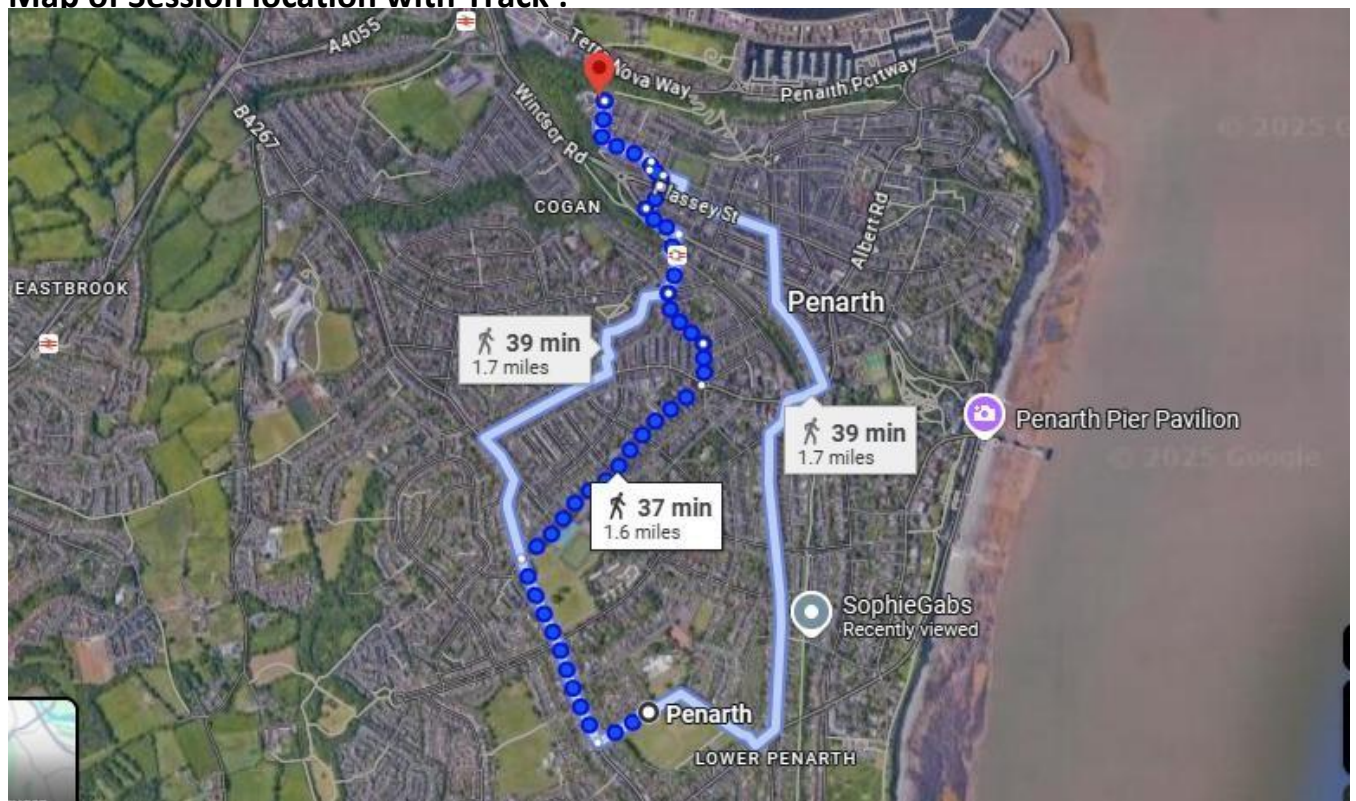 Map of Session location with Track :
A4055
Terra Nova Way
Penarth Portway
Windsor Rd
B4267
COGAN
Massey St
Albert Rd
EASTBROOK
Penarth
39 min
1.7 miles
39 min
1.7 miles
Penarth Pier Pavilion
© 2025 Google
37 min
1.6 miles
SophieGabs
Recently viewed
Penarth
LOWER PENARTH